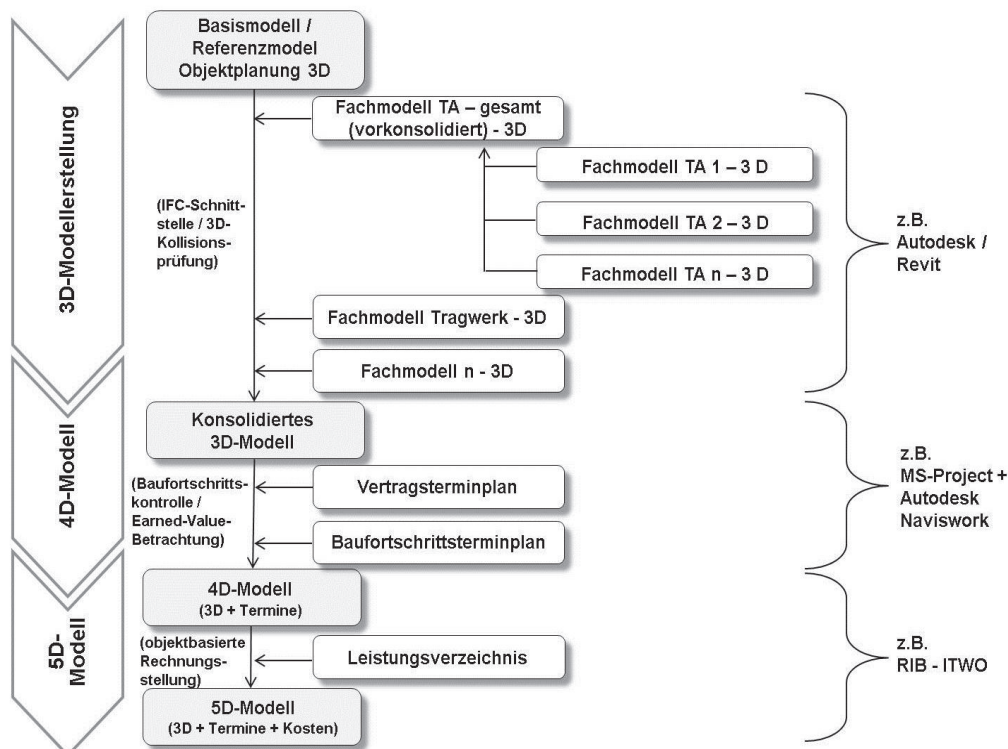 3D-Modellerstellung
Basismodell /
Referenzmodel
Objektplanung 3D
Fachmodell TA – gesamt
(vorkonsolidiert) - 3D
Fachmodell TA 1 – 3 D
Fachmodell TA 2 – 3 D
Fachmodell TA n – 3 D
(IFC-Schnitt-
stelle / 3D-
Kollisions-
prüfung)
Fachmodell Tragwerk - 3D
Fachmodell n - 3D
z.B.
Autodesk /
Revit
4D-Modell
Konsolidiertes
3D-Modell
(Baufortschritts-
kontrolle /
Earned-Value-
Betrachtung)
Vertragsterminplan
Baufortschrittsterminplan
z.B.
MS-Project +
Autodesk
Naviswork
5D-
Modell
4D-Modell
(3D + Termine)
(objektbasierte
Rechnungs-
stellung)
Leistungsverzeichnis
5D-Modell
(3D + Termine + Kosten)
z.B.
RIB - ITWO